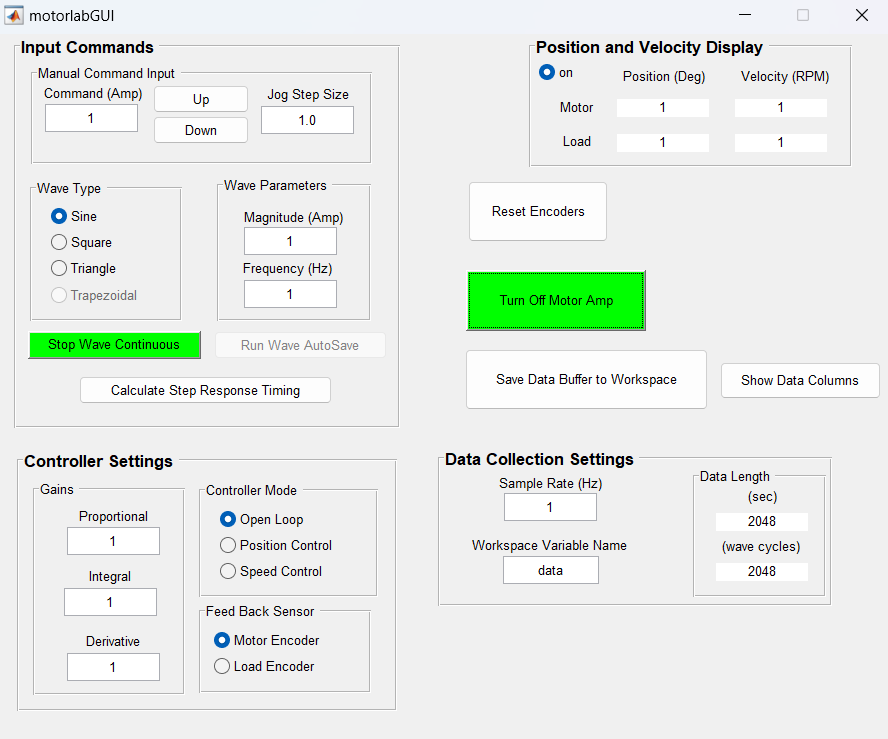 motorlabGUI
Input Commands
Manual Command Input
Command (Amp)
1
Up
Down
Jog Step Size
1.0
Wave Type
Sine
Square
Triangle
Trapezoidal
Wave Parameters
Magnitude (Amp)
1
Frequency (Hz)
1
Stop Wave Continuous
Run Wave AutoSave
Calculate Step Response Timing
Position and Velocity Display
on
Position (Deg)
Velocity (RPM)
Motor
1
1
Load
1
1
Reset Encoders
Turn Off Motor Amp
Save Data Buffer to Workspace
Show Data Columns
Controller Settings
Gains
Proportional
1
Integral
1
Derivative
1
Controller Mode
Open Loop
Position Control
Speed Control
Feed Back Sensor
Motor Encoder
Load Encoder
Data Collection Settings
Sample Rate (Hz)
1
Workspace Variable Name
data
Data Length
(sec)
2048
(wave cycles)
2048